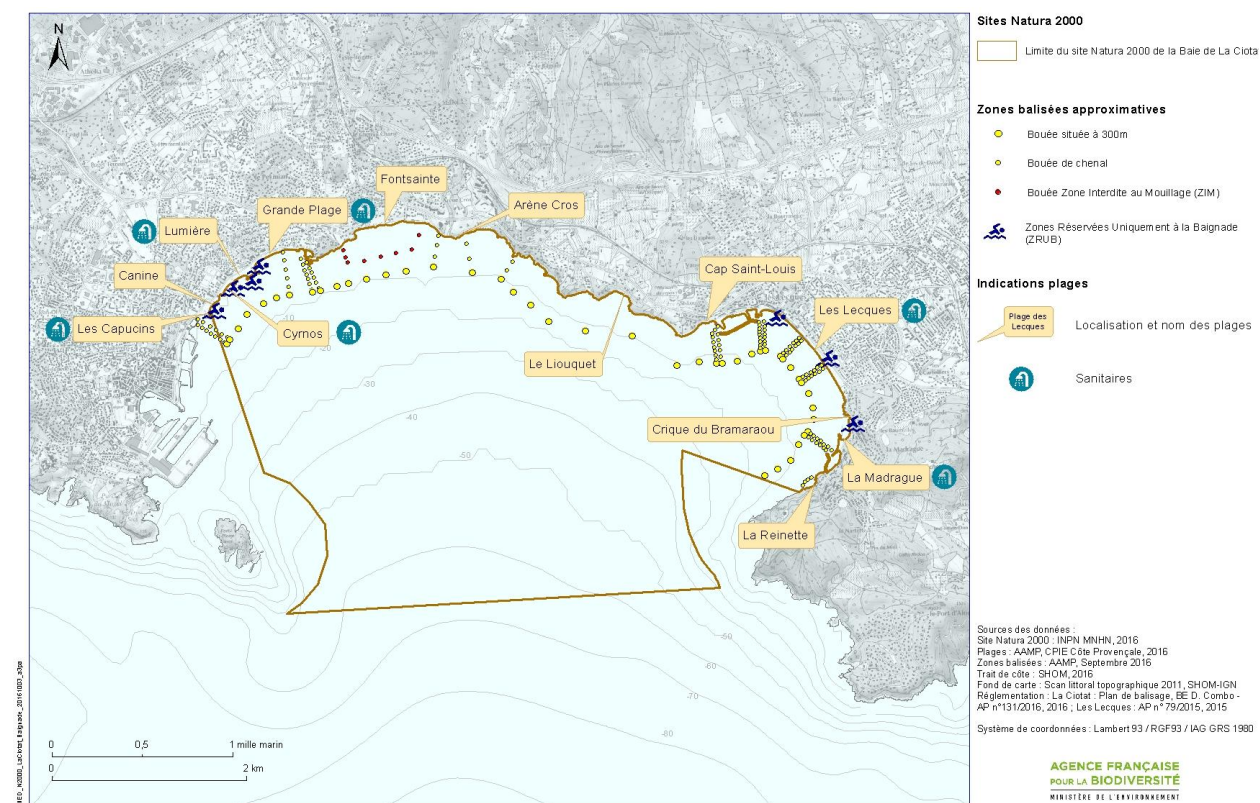 Sites Natura 2000
Limite du site Natura 2000 de la Baie de La Ciota
Zones balisées approximatives
Bouée située à 300m
Bouée de chenal
Bouée Zone Interdite au Mouillage (ZIM)
Zones Réservées Uniquement à la Baignade
(ZRUB)
Indications plages
Plage des
Lecques
Localisation et nom des plages
Sanitaires
N
Fontsainte
Grande Plage
Arène Cros
Lumière
Canine
Cap Saint-Louis
Les Capucins
Cyrnos
Les Lecques
Le Liouquet
Crique du Bramaraou
La Madrague
La Reinette
-10
-20
-30
-40
-50
-50
-60
-70
-80
0
0,5
1 mille marin
0
2 km
Sources des données :
Site Natura 2000 : INPN MNHN, 2016
Plages : AAMP, CPIE Côte Provençale, 2016
Zones balisées : AAMP, Septembre 2016
Trait de côte : SHOM, 2016
Fond de carte : Scan littoral topographique 2011, SHOM-IGN
Réglementation : La Ciotat : Plan de balisage, BE D. Combo -
AP n°131/2016, 2016 ; Les Lecques : AP n°79/2015, 2015
Système de coordonnées : Lambert 93 / RGF93 / IAG GRS 1980
AGENCE FRANÇAISE
POUR LA BIODIVERSITÉ
MINISTÈRE DE L'ENVIRONNEMENT